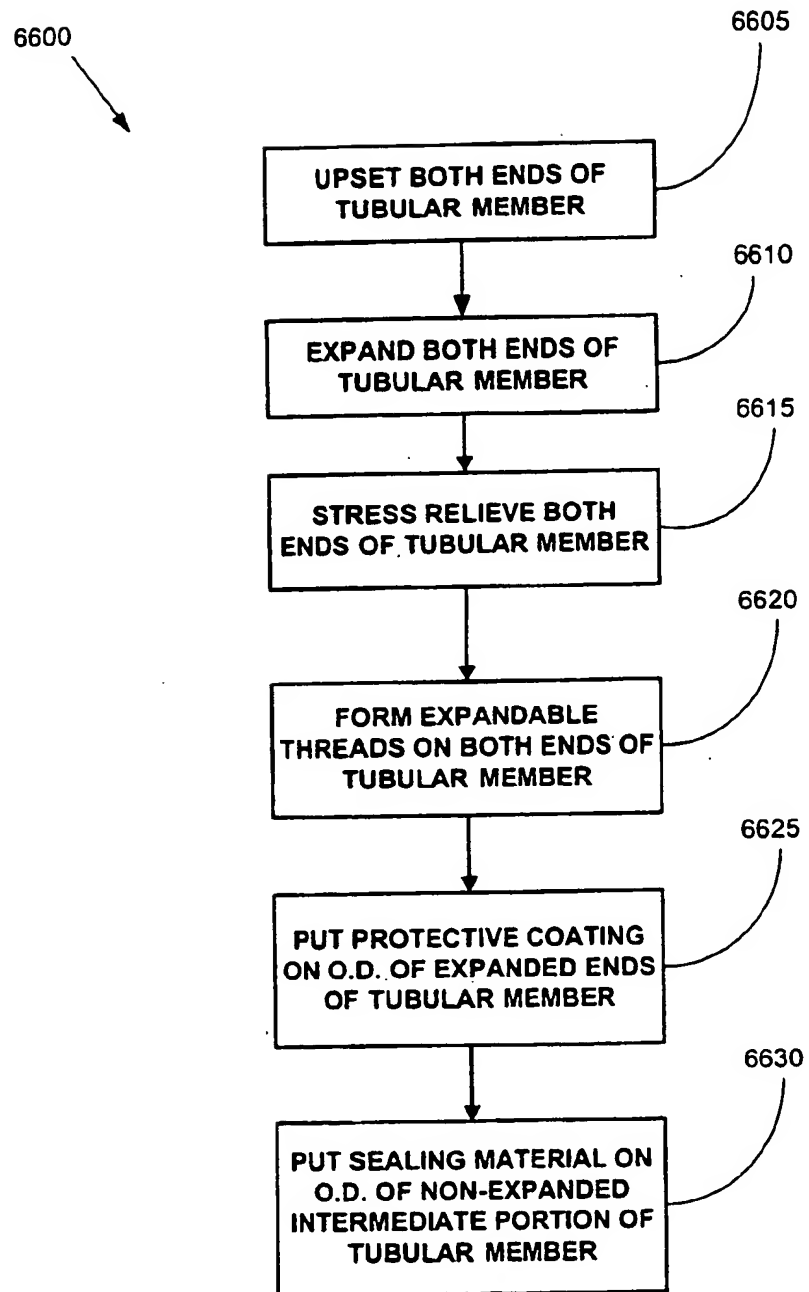 6600
6605
UPSET BOTH ENDS OF
TUBULAR MEMBER
6610
EXPAND BOTH ENDS OF
TUBULAR MEMBER
6615
STRESS RELIEVE BOTH
ENDS OF TUBULAR MEMBER
6620
FORM EXPANDABLE
THREADS ON BOTH ENDS OF
TUBULAR MEMBER
6625
PUT PROTECTIVE COATING
ON O.D. OF EXPANDED ENDS
OF TUBULAR MEMBER
6630
PUT SEALING MATERIAL ON
O.D. OF NON-EXPANDED
INTERMEDIATE PORTION OF
TUBULAR MEMBER